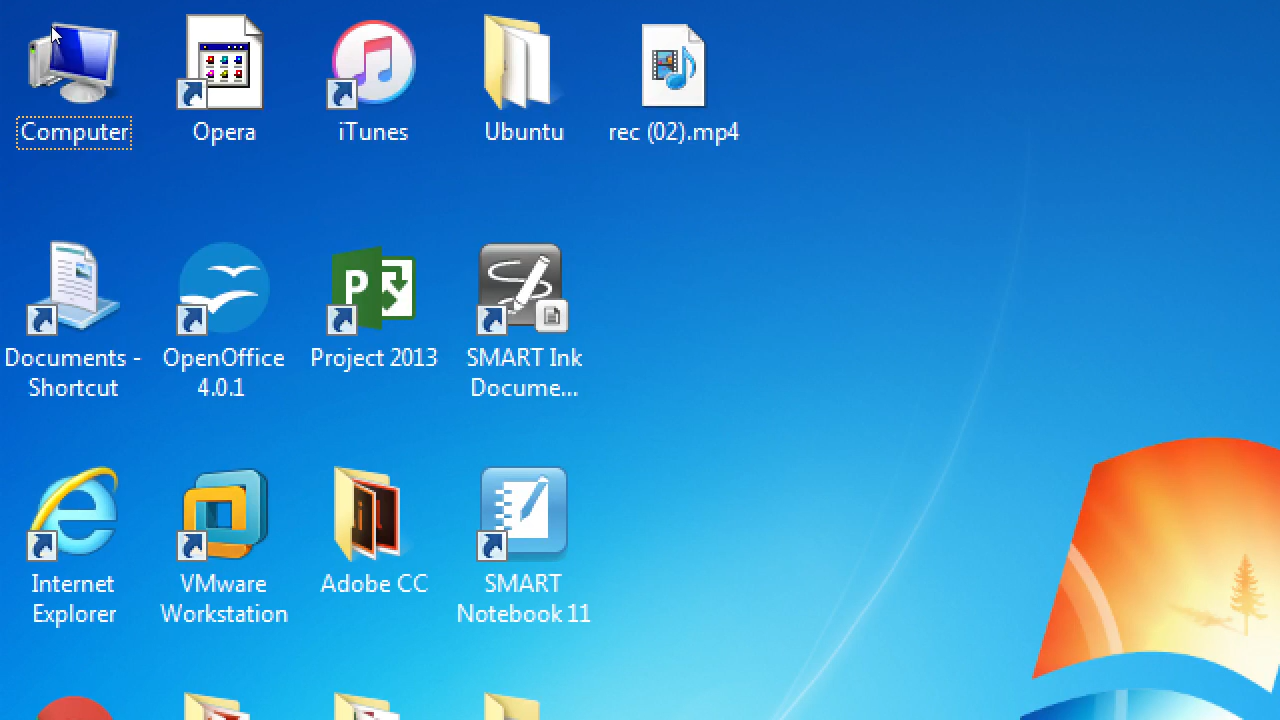 Computer
Opera
iTunes
Ubuntu
rec (02).mp4
Documents -
Shortcut
OpenOffice
4.0.1
Project 2013
SMART Ink
Docume...
Internet
Explorer
VMware
Workstation
Adobe CC
SMART
Notebook 11